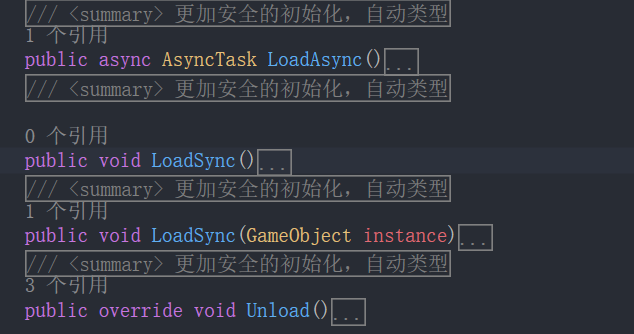 /// <summary> 更加安全的初始化，自动类型
1 个引用
public async AsyncTask LoadAsync()...
/// <summary> 更加安全的初始化，自动类型
0 个引用
public void LoadSync()...
/// <summary> 更加安全的初始化，自动类型
1 个引用
public void LoadSync(GameObject instance)...
/// <summary> 更加安全的初始化，自动类型
3 个引用
public override void Unload()...